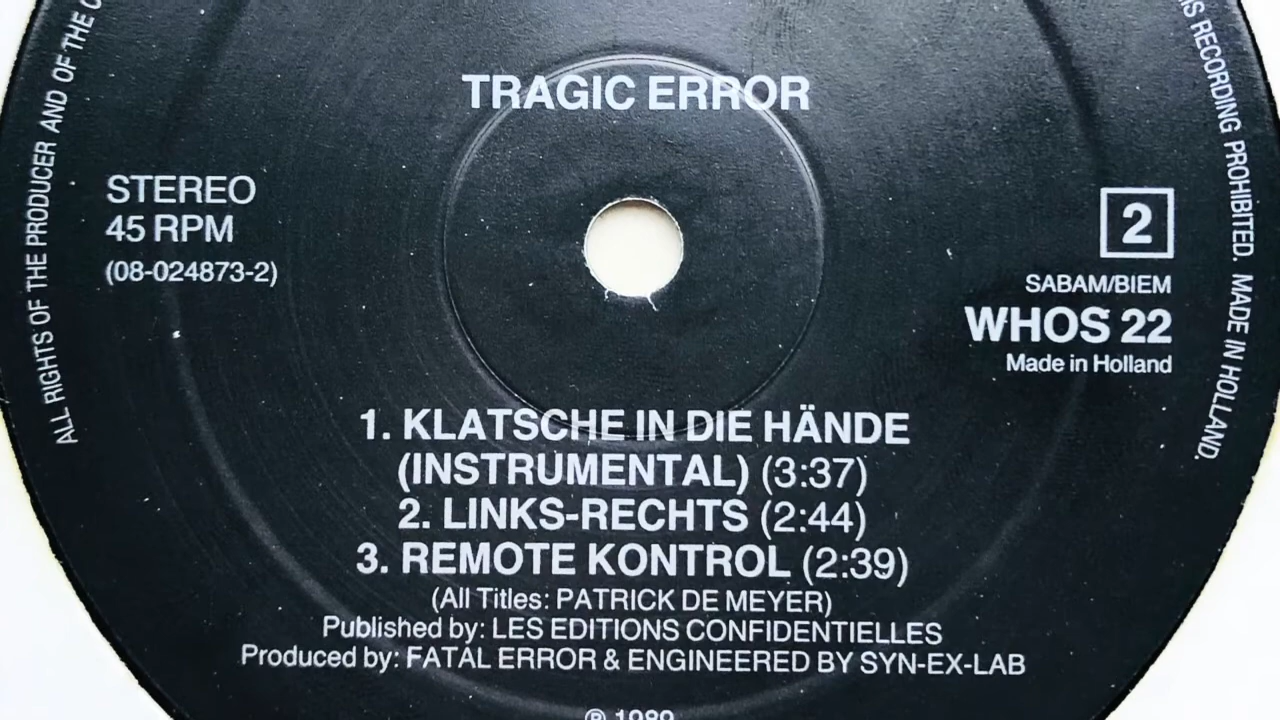 TRAGIC ERROR
STEREO
45 RPM
(08-024873-2)
2
SABAM/BIEM
WHOS 22
Made in Holland
1. KLATSCHE IN DIE HÄNDE
(INSTRUMENTAL) (3:37)
2. LINKS-RECHTS (2:44)
3. REMOTE KONTROL (2:39)
(All Titles: PATRICK DE MEYER)
Published by: LES EDITIONS CONFIDENTIELLES
Produced by: FATAL ERROR & ENGINEERED BY SYN-EX-LAB
℗ 1989
ALL RIGHTS OF THE PRODUCER AND OF THE
RECORDING PROHIBITED. MADE IN HOLLAND.